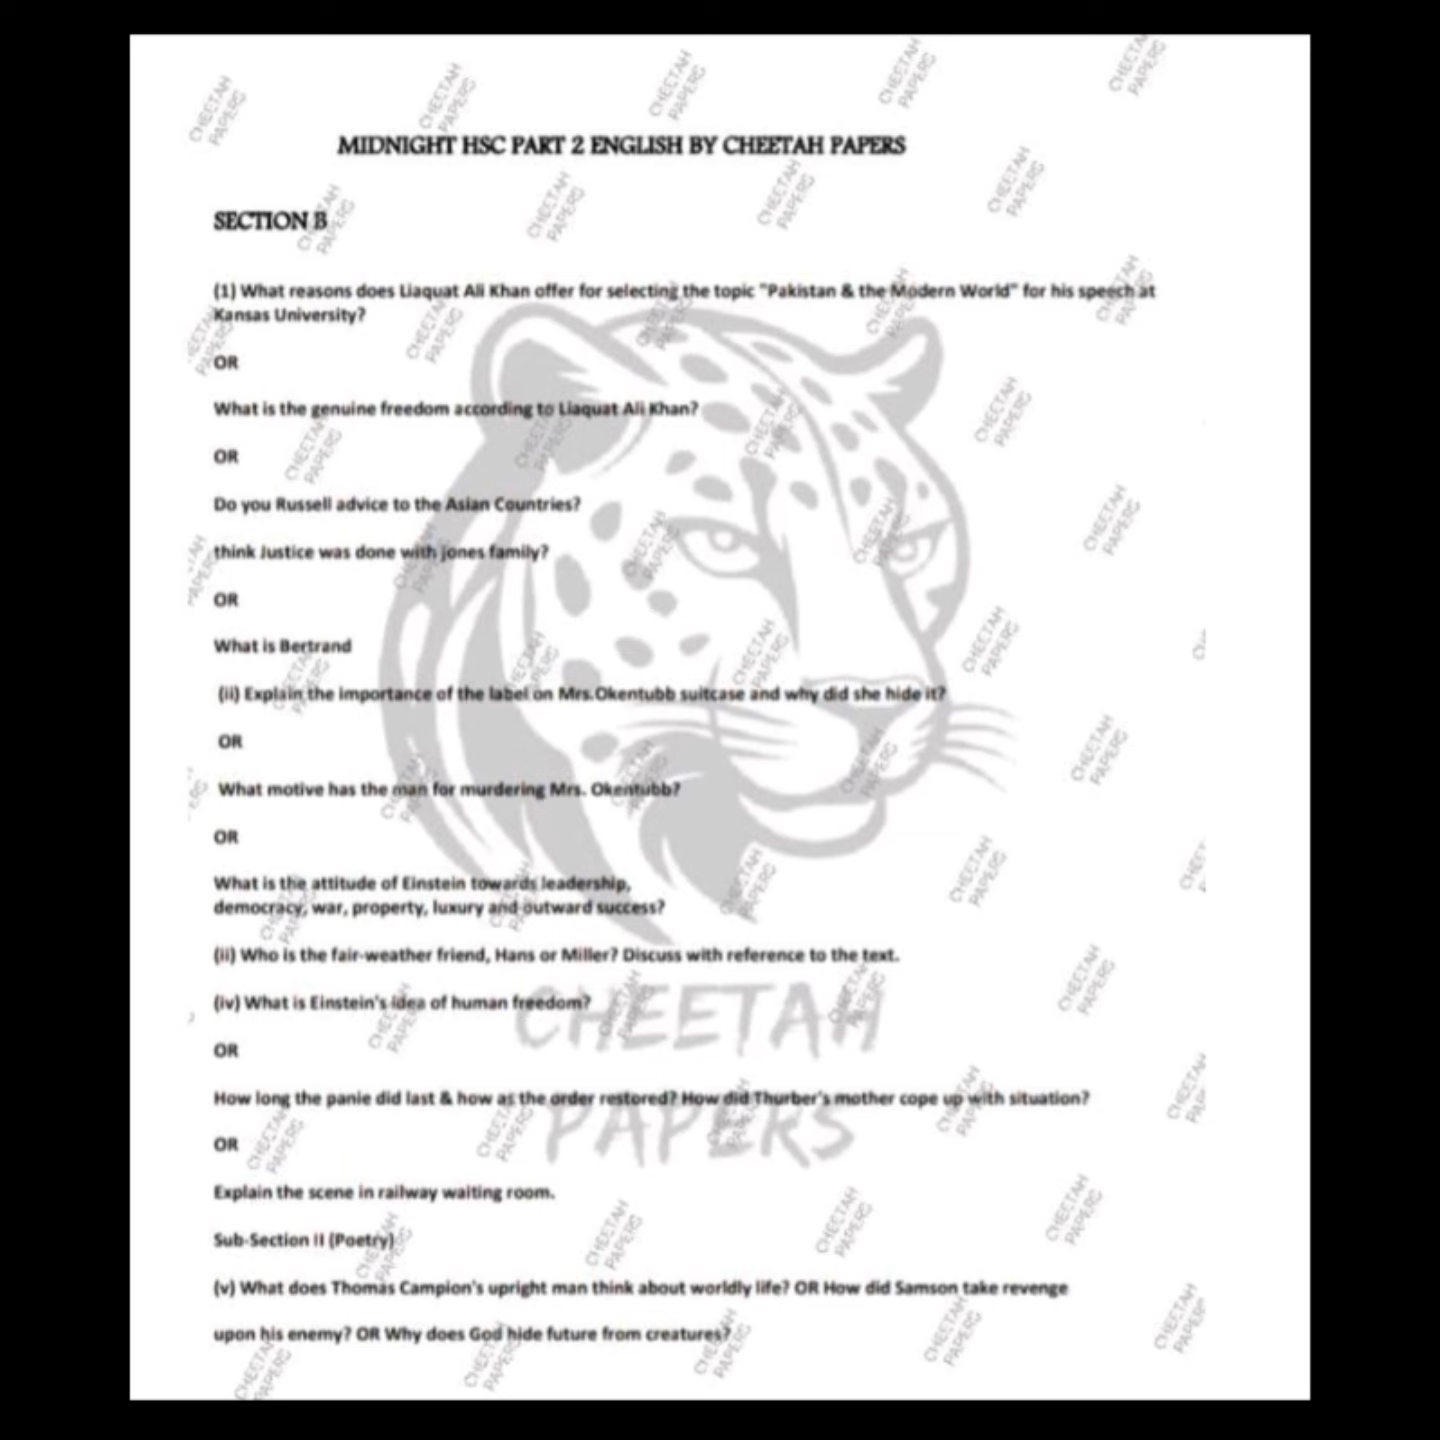 MIDNIGHT HSC PART 2 ENGLISH BY CHEETAH PAPERS
SECTION B
(1) What reasons does Liaquat Ali Khan offer for selecting the topic "Pakistan & the Modern World" for his speech at
Kansas University?
OR
What is the genuine freedom according to Liaquat Ali Khan?
OR
Do you Russell advice to the Asian Countries?
think Justice was done with jones family?
OR
What is Bertrand
(ii) Explain the importance of the label on Mrs.Okentubb suitcase and why did she hide it?
OR
What motive has the man for murdering Mrs. Okentubb?
OR
What is the attitude of Einstein towards leadership,
democracy, war, property, luxury and outward success?
(ii) Who is the fair-weather friend, Hans or Miller? Discuss with reference to the text.
(iv) What is Einstein's idea of human freedom?
OR
How long the panie did last & how as the order restored? How did Thurber's mother cope up with situation?
OR
Explain the scene in railway waiting room.
Sub-Section II (Poetry)
(v) What does Thomas Campion's upright man think about worldly life? OR How did Samson take revenge
upon his enemy? OR Why does God hide future from creatures?
CHEETAH
PAPERS